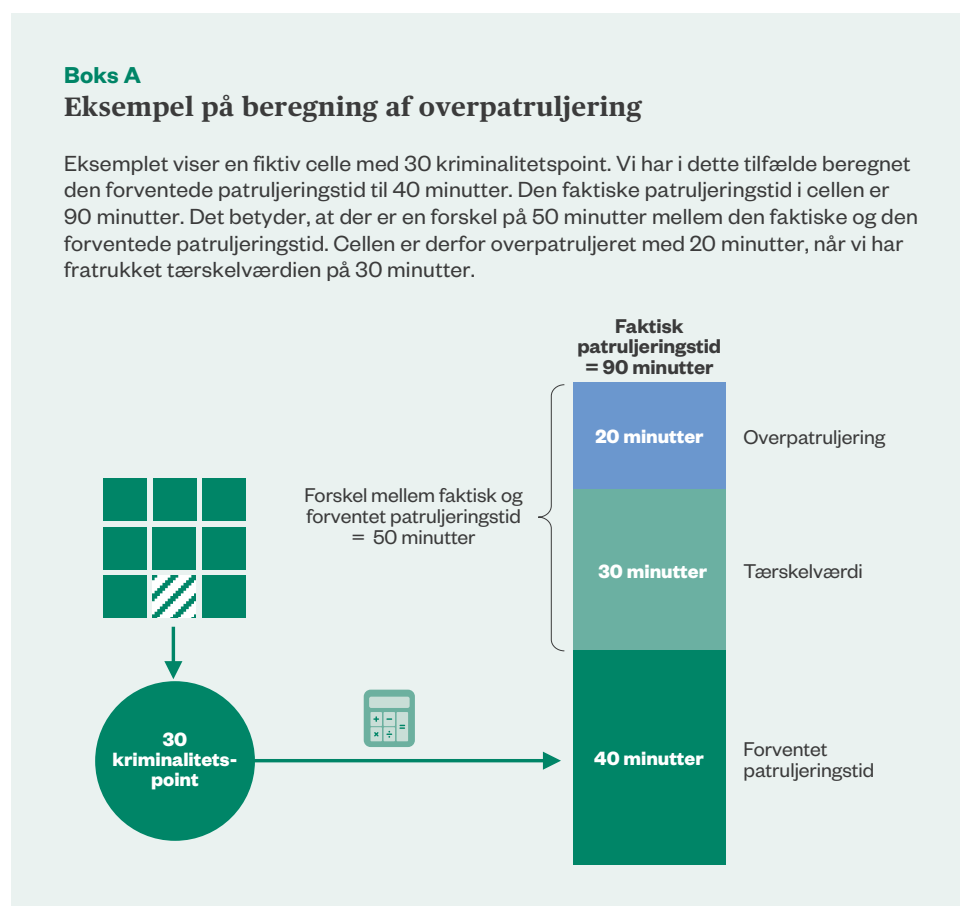 Boks A
Eksempel på beregning af overpatruljering
Eksemplet viser en fiktiv celle med 30 kriminalitetspoint. Vi har i dette tilfælde beregnet
den forventede patruljeringstid til 40 minutter. Den faktiske patruljeringstid i cellen er
90 minutter. Det betyder, at der er en forskel på 50 minutter mellem den faktiske og den
forventede patruljeringstid. Cellen er derfor overpatruljeret med 20 minutter, når vi har
fratrukket tærskelværdien på 30 minutter.
Faktisk
patruljeringstid
= 90 minutter
20 minutter
Overpatruljering
Forskel mellem faktisk og
forventet patruljeringstid
= 50 minutter
30 minutter
Tærskelværdi
30
kriminalitets-
point
+ −
× ÷ =
40 minutter
Forventet
patruljeringstid